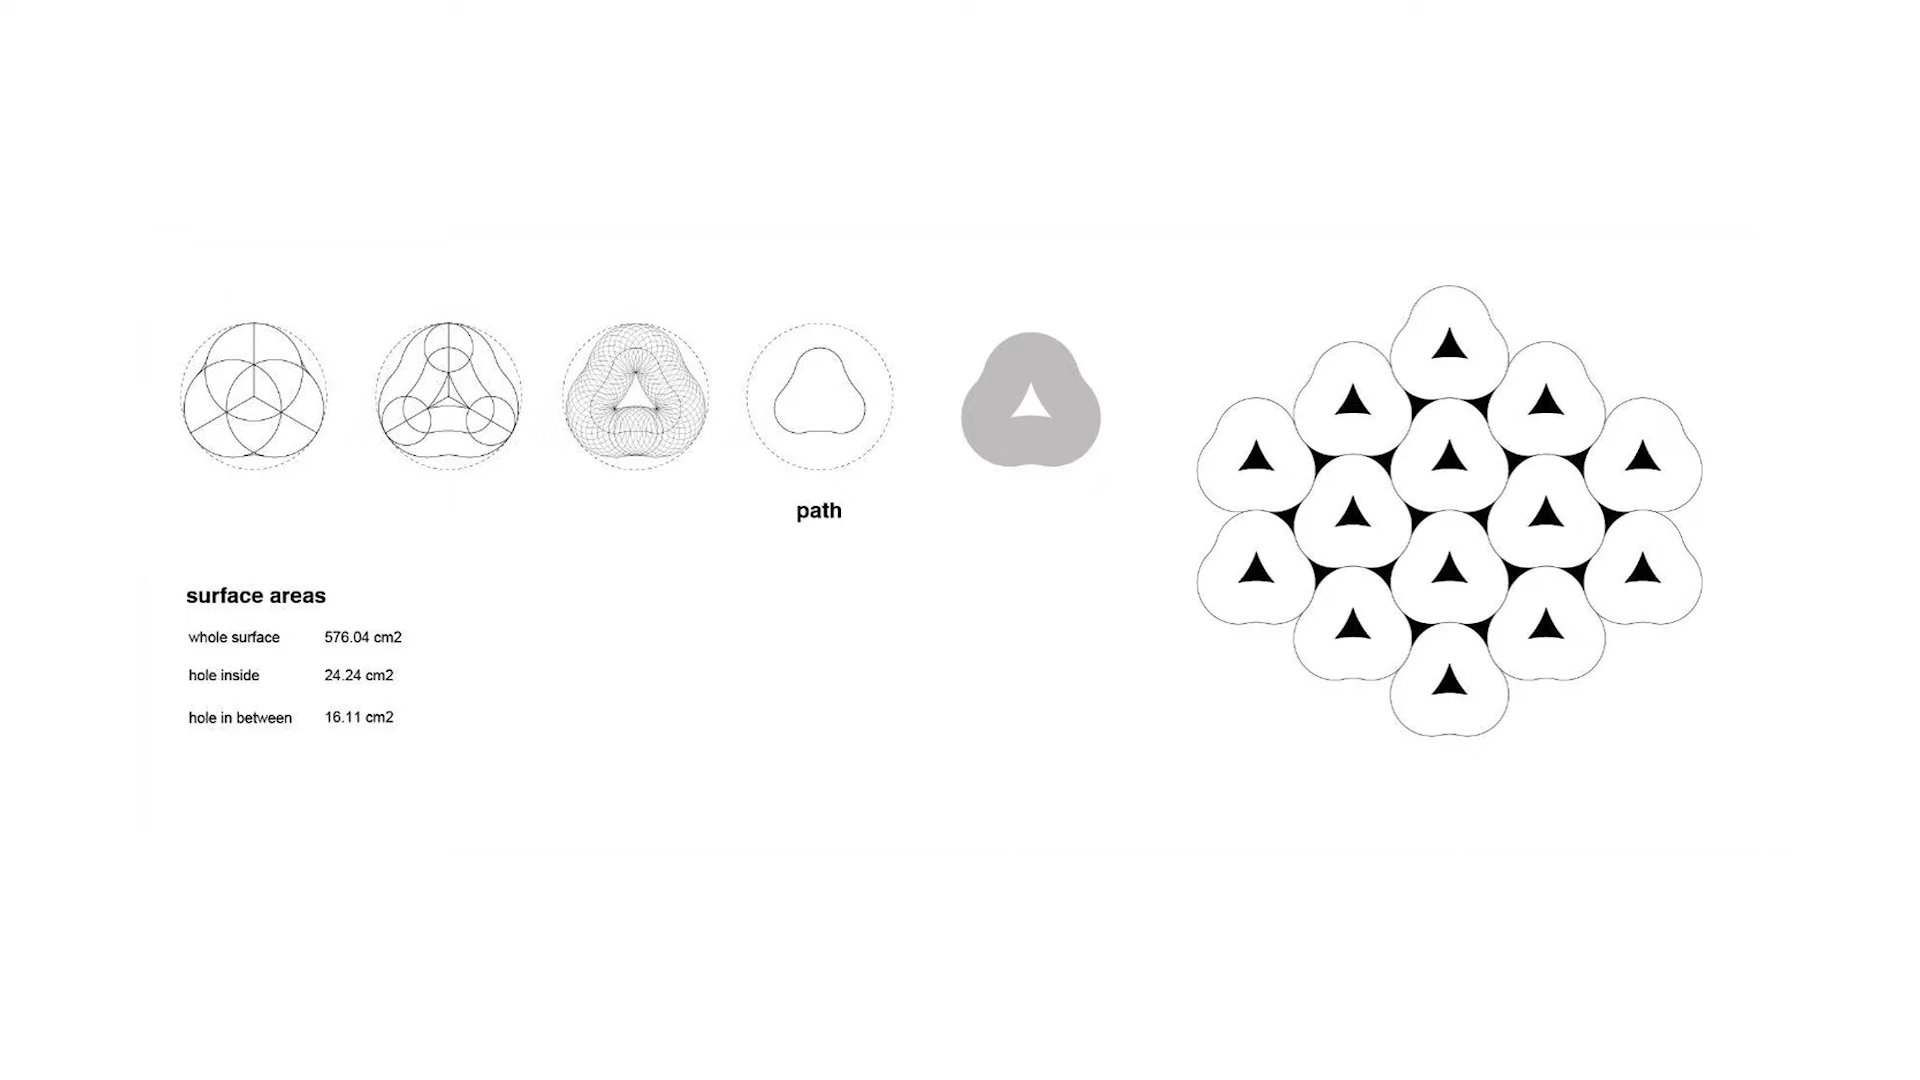 path
surface areas
whole surface 576.04 cm2
hole inside 24.24 cm2
hole in between 16.11 cm2